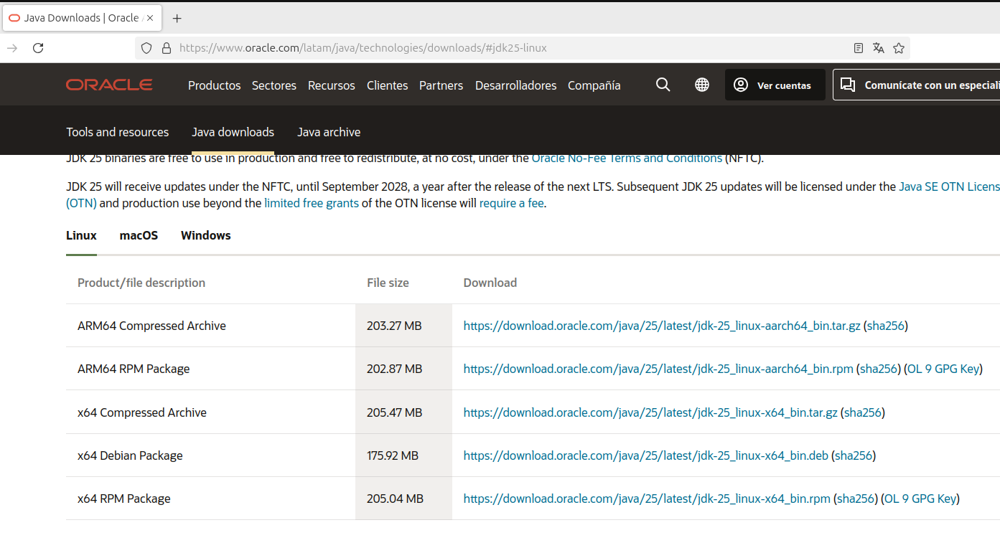 Java Downloads | Oracle
https://www.oracle.com/latam/java/technologies/downloads/#jdk25-linux
ORACLE
Productos Sectores Recursos Clientes Partners Desarrolladores Compañía
Ver cuentas
Comunícate con un especiali
Tools and resources Java downloads Java archive
JDK 25 binaries are free to use in production and free to redistribute, at no cost, under the Oracle No-Fee Terms and Conditions (NFTC).
JDK 25 will receive updates under the NFTC, until September 2028, a year after the release of the next LTS. Subsequent JDK 25 updates will be licensed under the Java SE OTN Licens
(OTN) and production use beyond the limited free grants of the OTN license will require a fee.
Linux macOS Windows
Product/file description File size Download
ARM64 Compressed Archive 203.27 MB https://download.oracle.com/java/25/latest/jdk-25_linux-aarch64_bin.tar.gz (sha256)
ARM64 RPM Package 202.87 MB https://download.oracle.com/java/25/latest/jdk-25_linux-aarch64_bin.rpm (sha256) (OL 9 GPG Key)
x64 Compressed Archive 205.47 MB https://download.oracle.com/java/25/latest/jdk-25_linux-x64_bin.tar.gz (sha256)
x64 Debian Package 175.92 MB https://download.oracle.com/java/25/latest/jdk-25_linux-x64_bin.deb (sha256)
x64 RPM Package 205.04 MB https://download.oracle.com/java/25/latest/jdk-25_linux-x64_bin.rpm (sha256) (OL 9 GPG Key)